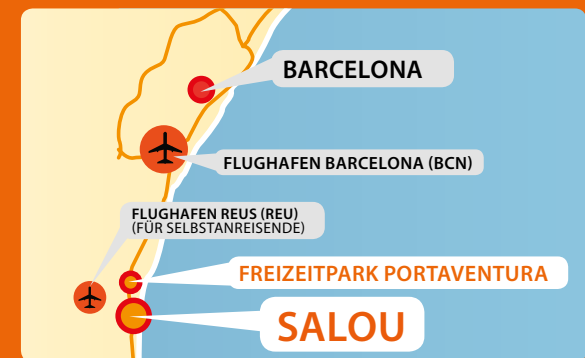 BARCELONA
FLUGHAFEN BARCELONA (BCN)
FLUGHAFEN REUS (REU)
(FÜR SELBSTANREISENDE)
FREIZEITPARK PORTAVENTURA
SALOU